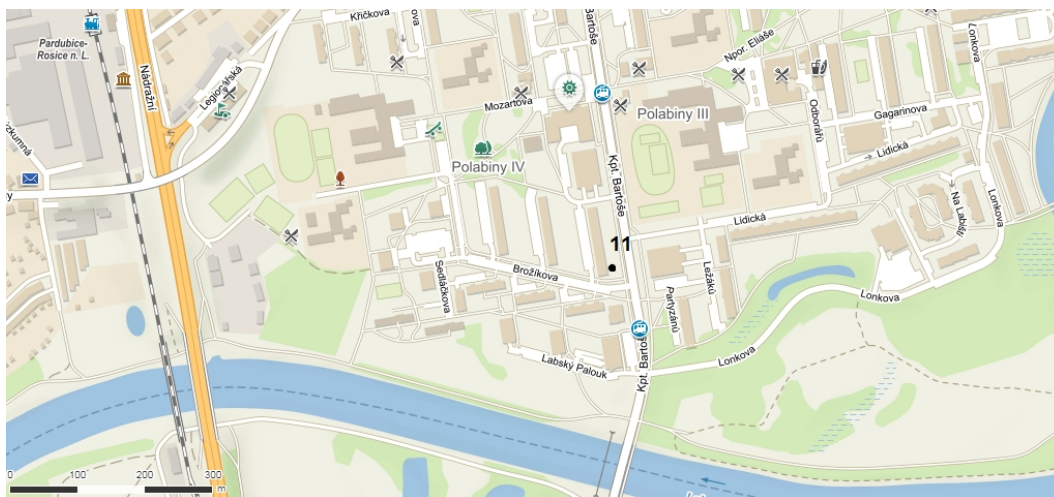 Křičkova
Pardubice-
Rosice n. L.
Nádražní
Legionářská
Mozartova
Kpt. Bartoše
Npor. Eliáše
Lonkova
Polabiny III
Odborářů
Gagarinova
Lidická
Polabiny IV
Kpt. Bartoše
Lidická
Na Labišti
Lonkova
11
Sedláčkova
Brožíkova
Ležáků
Partyzánů
Lonkova
Labský Palouk
Kpt. Bartoše
Lonkova
0 100 200 300
m